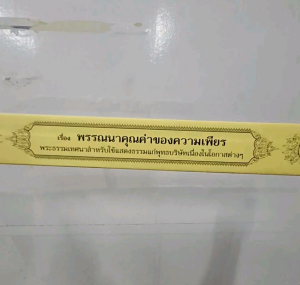 เรื่อง พรรณนาคุณค่าของความเพียร
พระธรรมเทศนาสำหรับใช้แสดงธรรมแก่พุทธบริษัทเนื่องในโอกาสต่างๆ